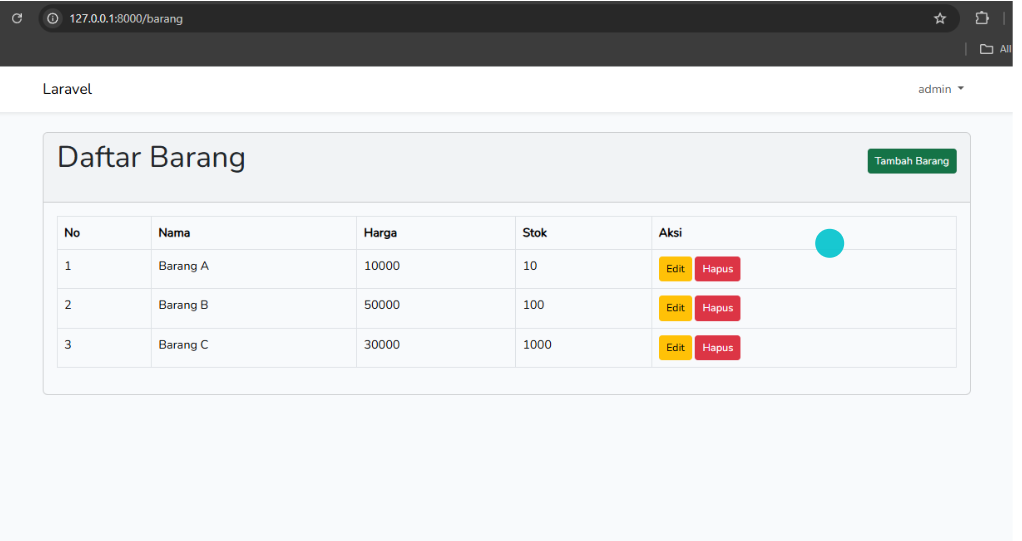 127.0.0.1:8000/barang
All
Laravel
admin
Daftar Barang
Tambah Barang
No Nama Harga Stok Aksi
1 Barang A 10000 10 Edit Hapus
2 Barang B 50000 100 Edit Hapus
3 Barang C 30000 1000 Edit Hapus